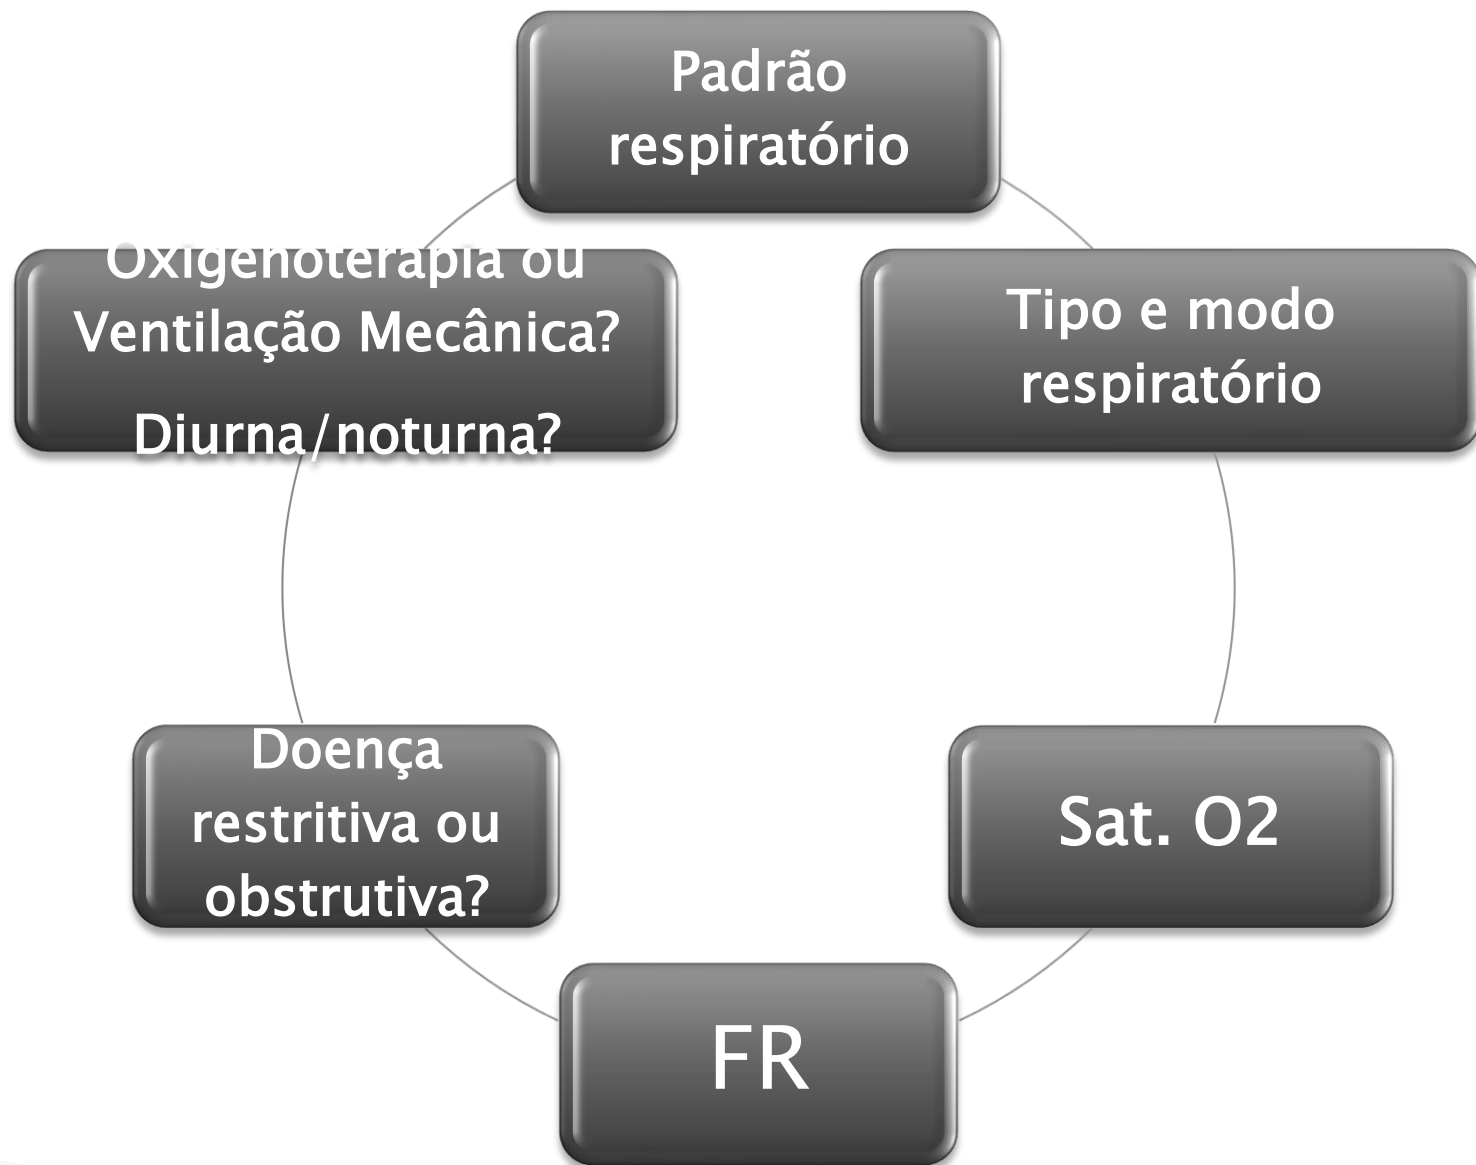 Padrão
respiratório
Tipo e modo
respiratório
Sat. O2
FR
Doença
restritiva ou
obstrutiva?
Oxigenoterapia ou
Ventilação Mecânica?
Diurna/noturna?